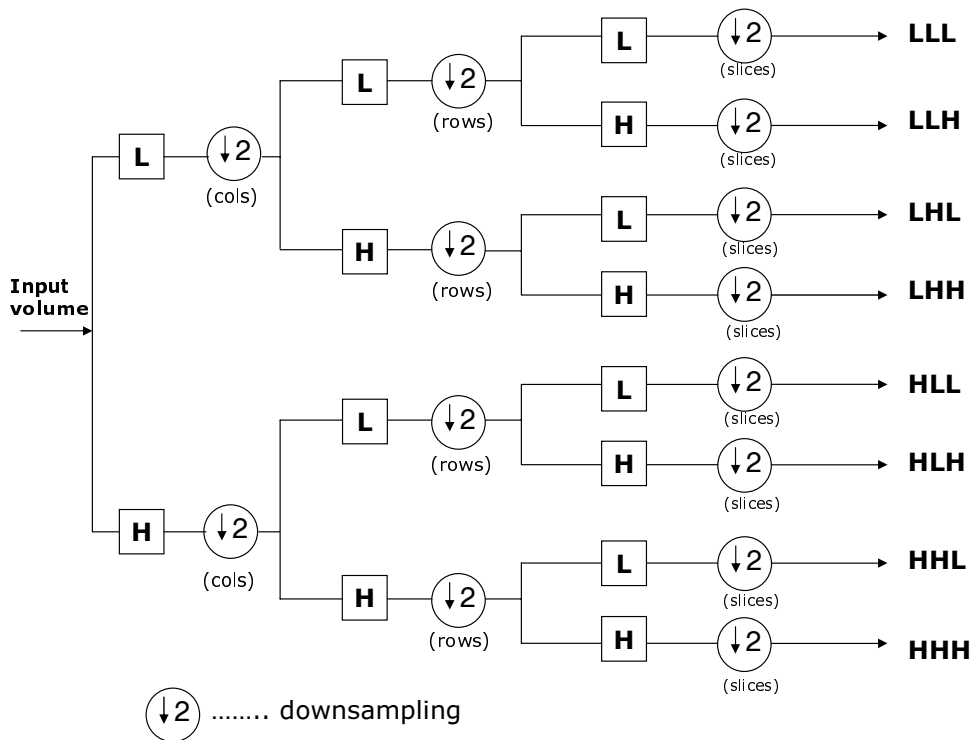 L ↓2 (slices) LLL
L ↓2 (rows)
H ↓2 (slices) LLH
L ↓2 (cols)
L ↓2 (slices) LHL
H ↓2 (rows)
H ↓2 (slices) LHH
Input
volume
L ↓2 (slices) HLL
L ↓2 (rows)
H ↓2 (slices) HLH
H ↓2 (cols)
L ↓2 (slices) HHL
H ↓2 (rows)
H ↓2 (slices) HHH
↓2 …….. downsampling